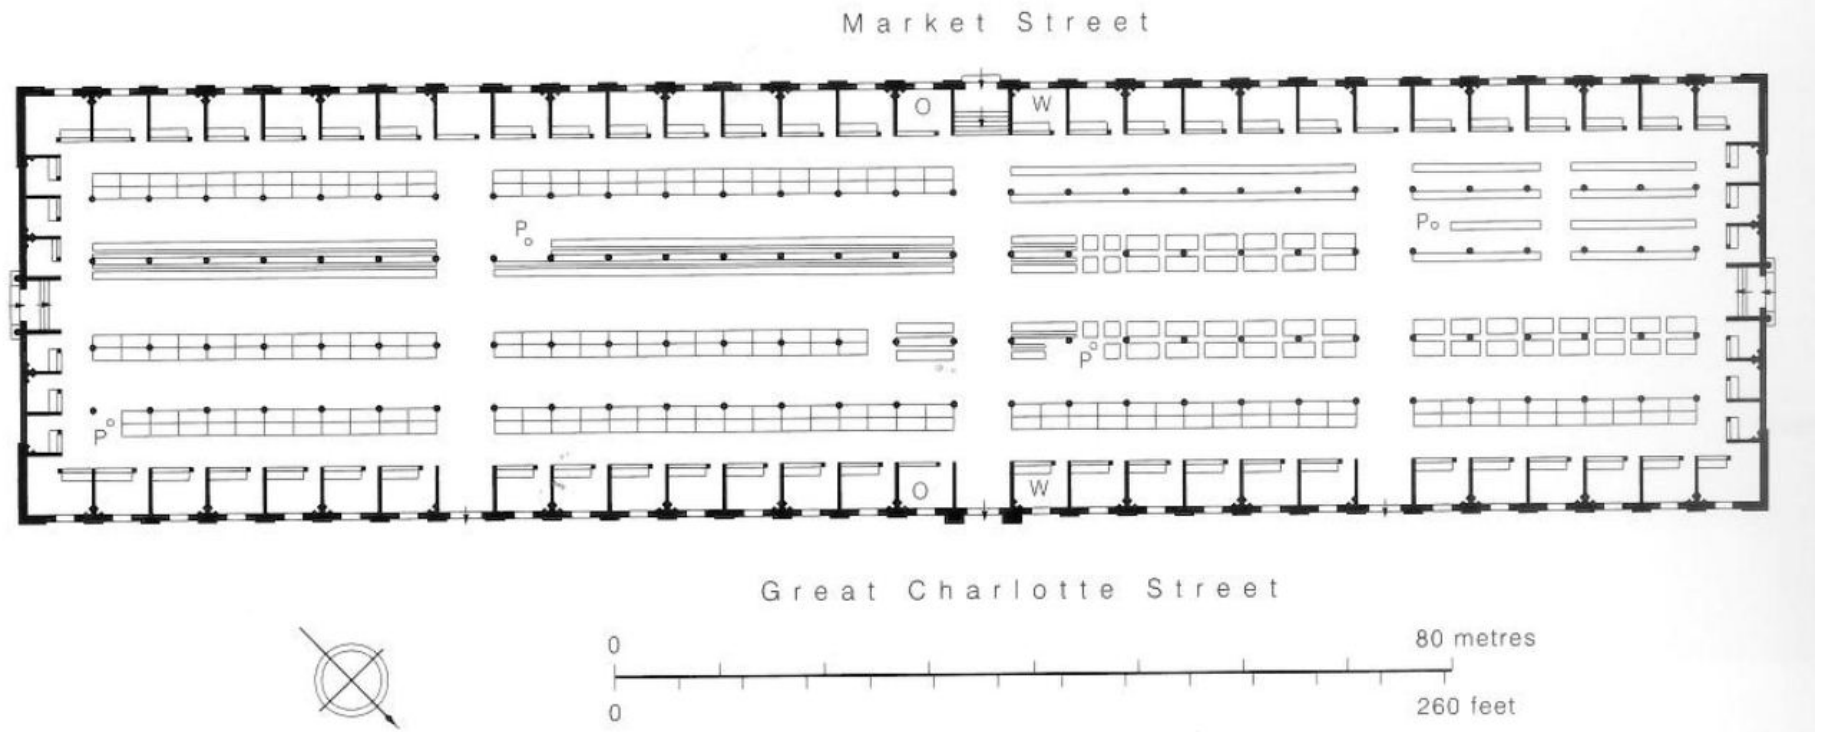 Market Street
O W
P
P
P
P
O W
Great Charlotte Street
0 80 metres
0 260 feet